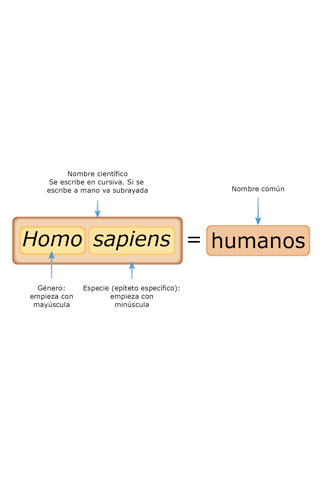 Nombre científico
Se escribe en cursiva. Si se
escribe a mano va subrayada
Nombre común
Homo sapiens = humanos
Género:
empieza con
mayúscula
Especie (epíteto específico):
empieza con
minúscula